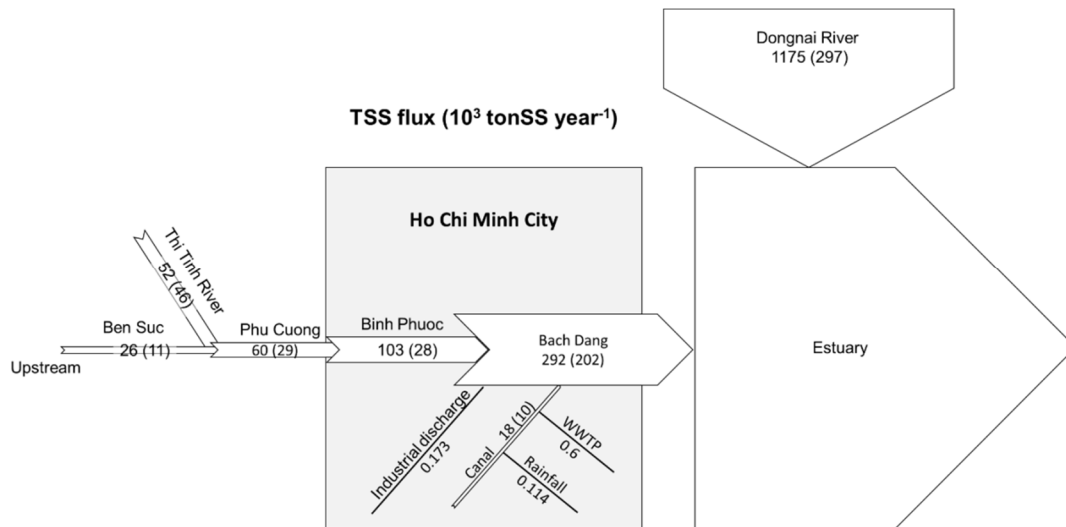 Dongnai River
1175 (297)
TSS flux (10³ tonSS year⁻¹)
Ho Chi Minh City
Thi Tinh River
52 (46)
Ben Suc
26 (11)
Upstream
Phu Cuong
60 (29)
Binh Phuoc
103 (28)
Bach Dang
292 (202)
Estuary
Industrial discharge
0.173
Canal 18 (10)
WWTP
0.6
Rainfall
0.114